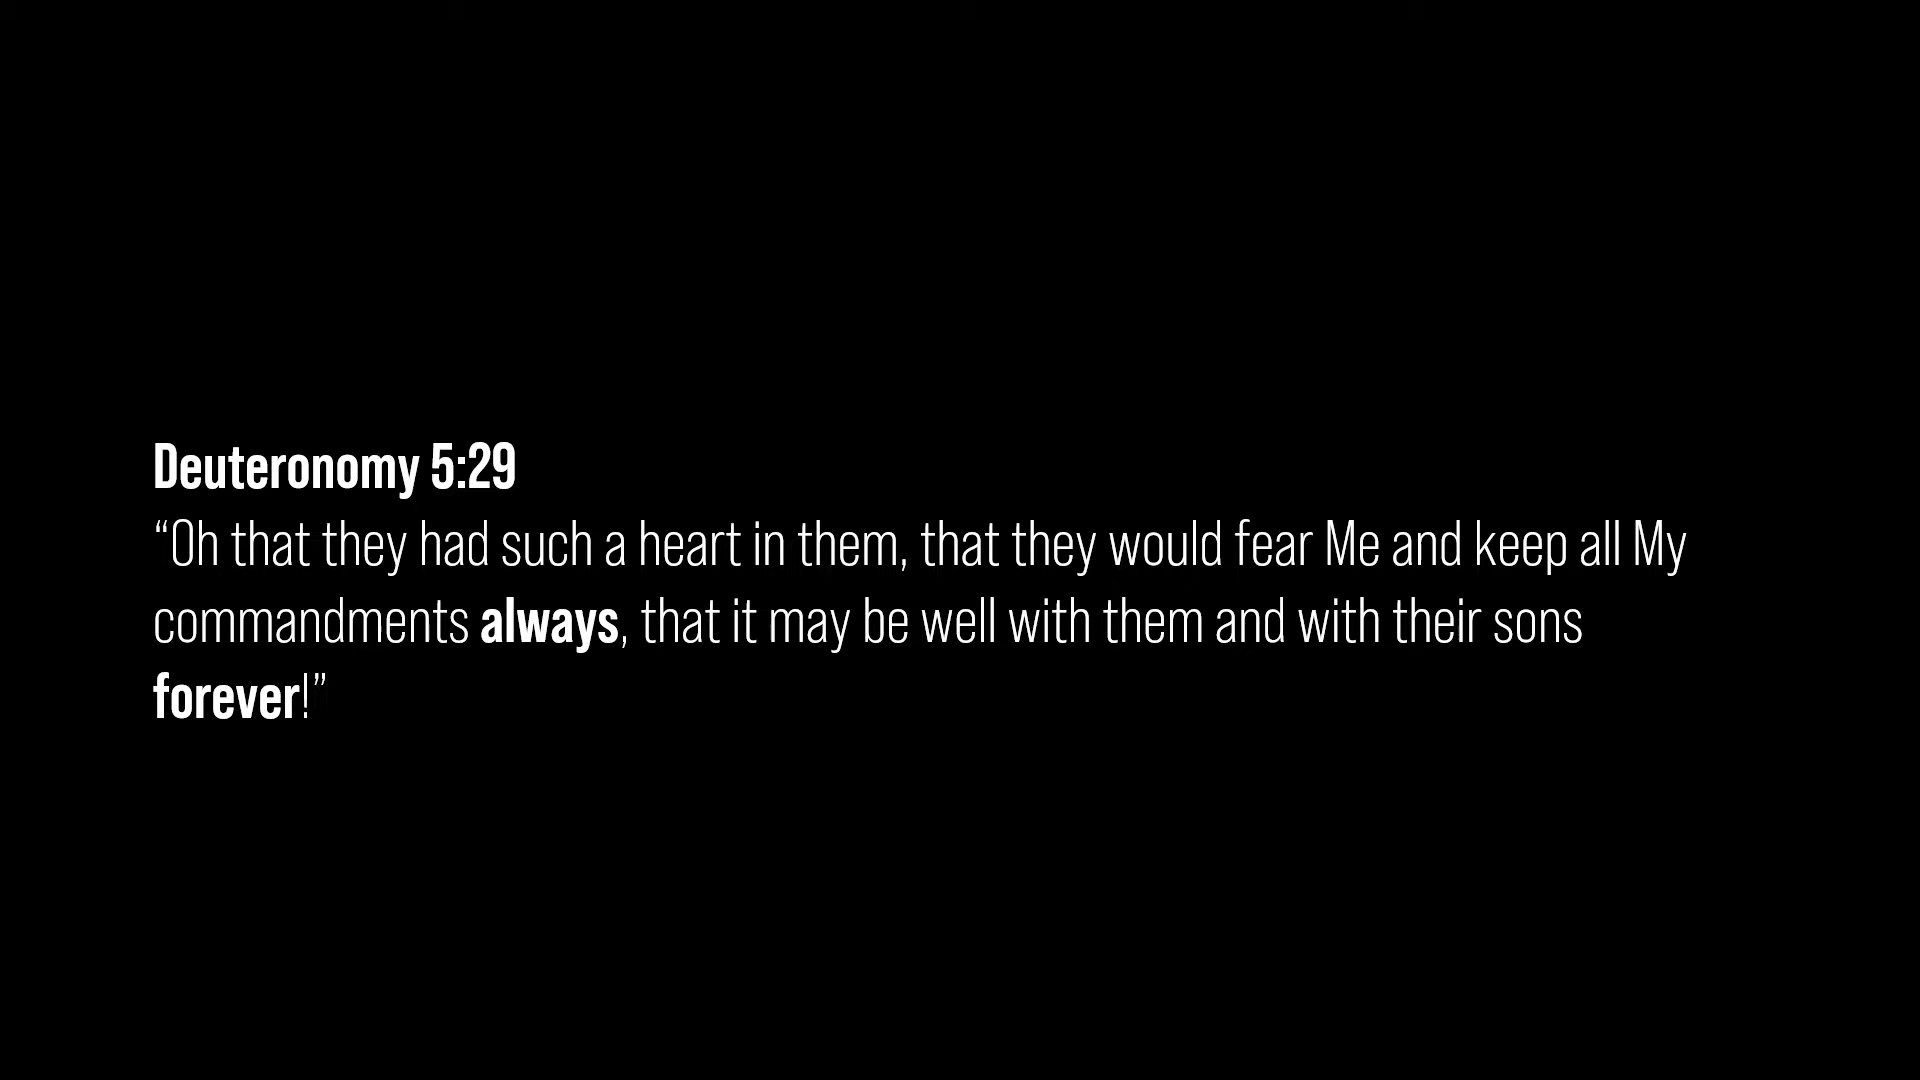 Deuteronomy 5:29
“Oh that they had such a heart in them, that they would fear Me and keep all My
commandments always, that it may be well with them and with their sons
forever!”